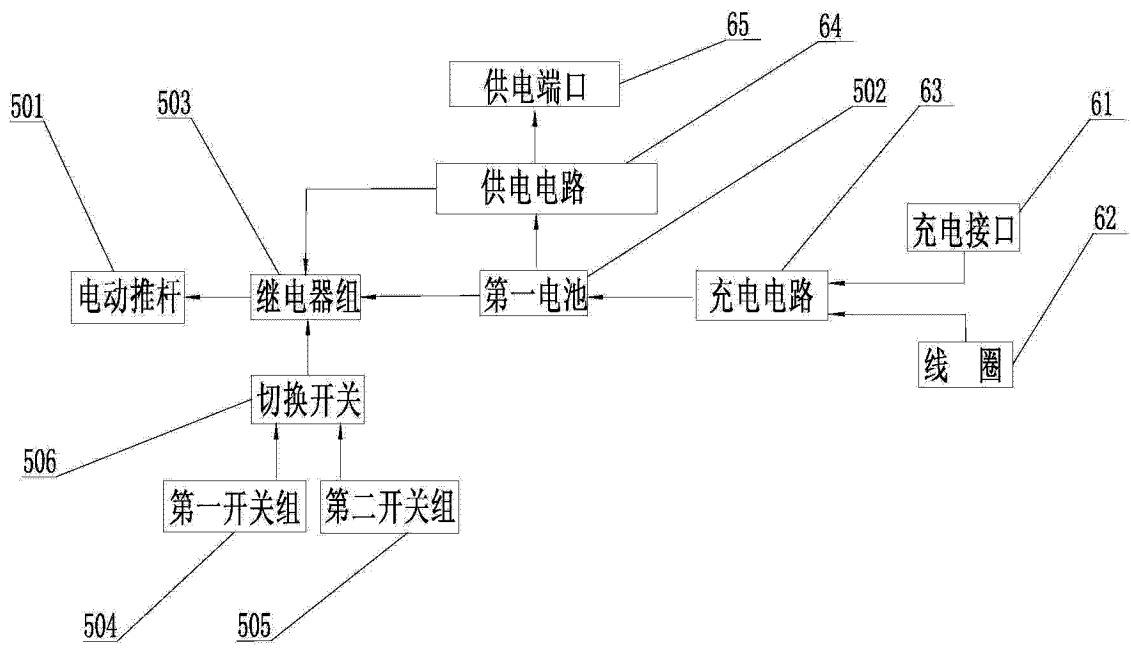 65
64
供电端口
501
503
502
63
61
供电电路
充电接口
62
电动推杆
继电器组
第一电池
充电电路
线 圈
切换开关
506
第一开关组
第二开关组
504
505